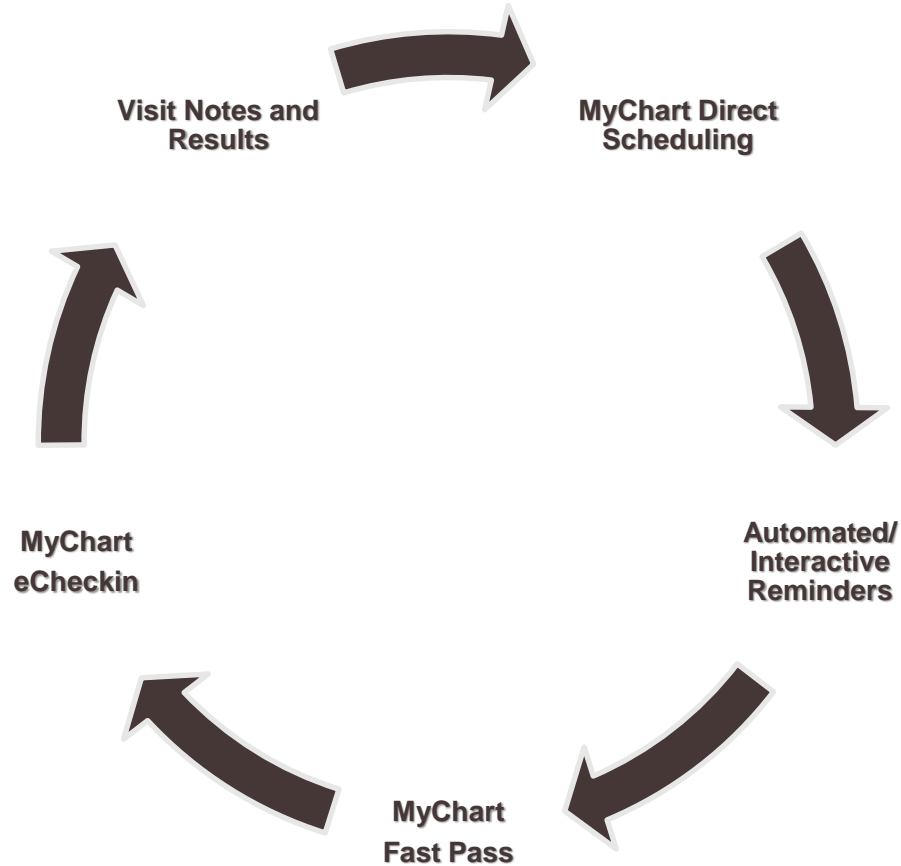 Visit Notes and
Results
MyChart Direct
Scheduling
Automated/
Interactive
Reminders
MyChart
Fast Pass
MyChart
eCheckin